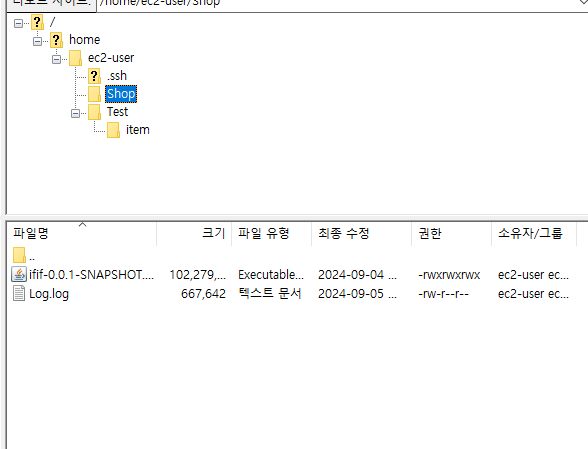 리모트 사이트: /home/ec2-user/Shop
/
home
ec2-user
.ssh
Shop
Test
item
파일명 크기 파일 유형 최종 수정 권한 소유자/그룹
..
ifif-0.0.1-SNAPSHOT.... 102,279,... Executable... 2024-09-04 ... -rwxrwxrwx ec2-user ec...
Log.log 667,642 텍스트 문서 2024-09-05 ... -rw-r--r-- ec2-user ec...